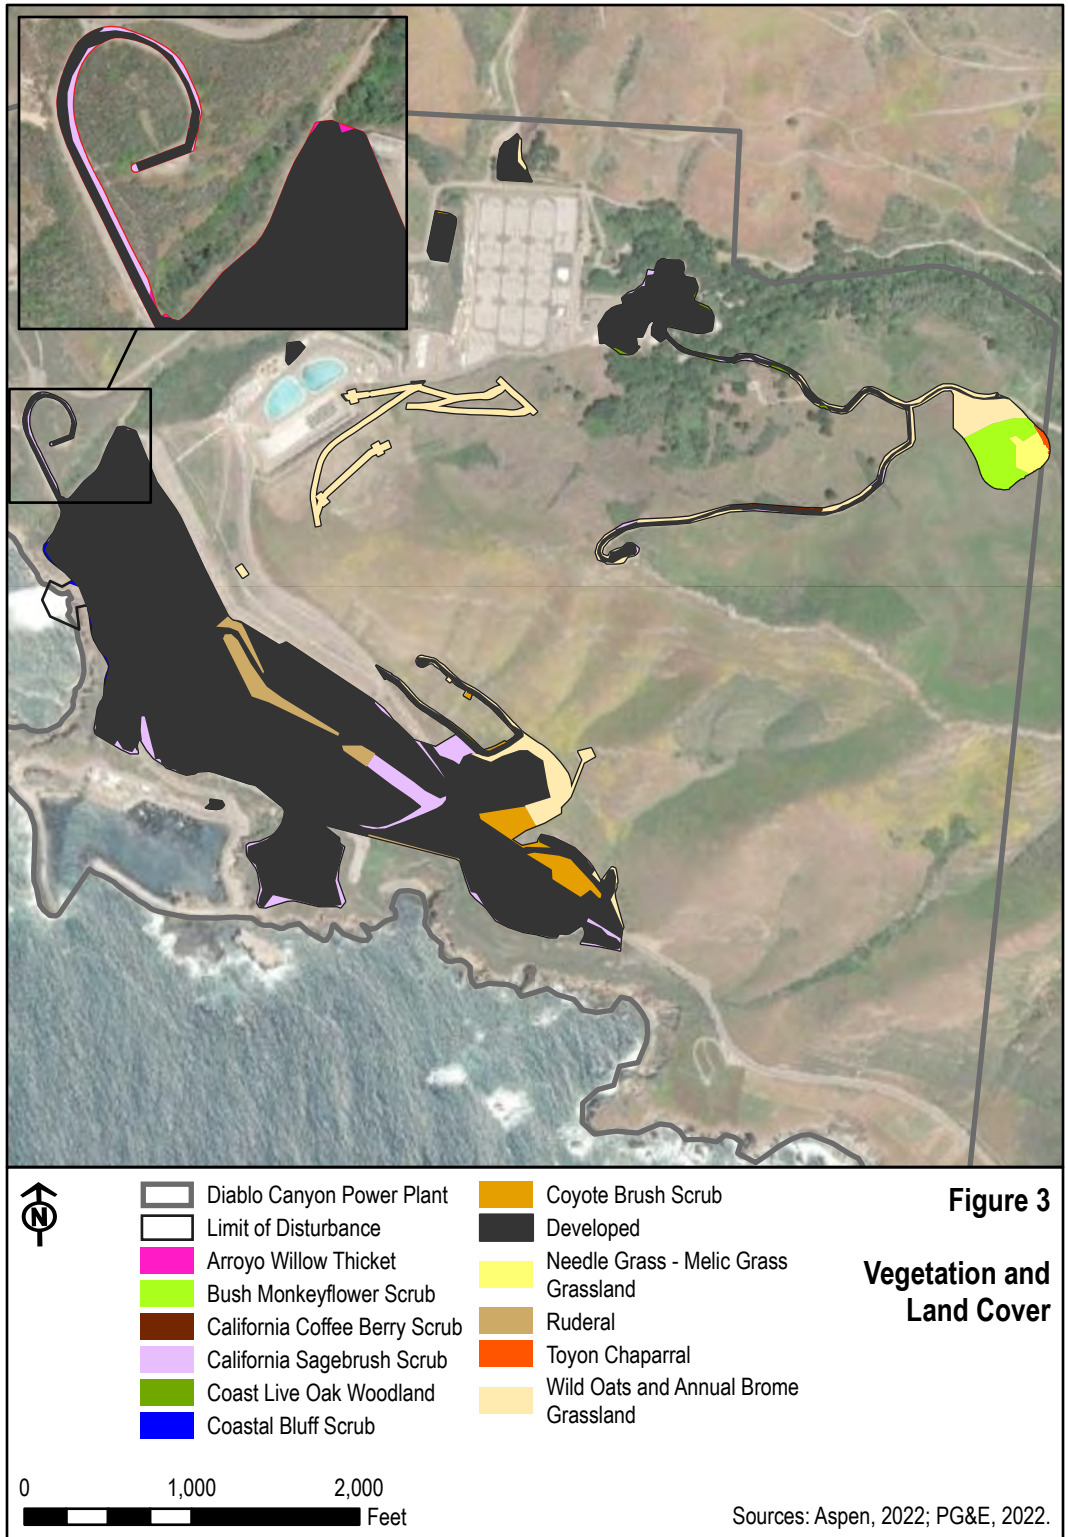 N
Diablo Canyon Power Plant
Limit of Disturbance
Arroyo Willow Thicket
Bush Monkeyflower Scrub
California Coffee Berry Scrub
California Sagebrush Scrub
Coast Live Oak Woodland
Coastal Bluff Scrub
Coyote Brush Scrub
Developed
Needle Grass - Melic Grass
Grassland
Ruderal
Toyon Chaparral
Wild Oats and Annual Brome
Grassland
Figure 3
Vegetation and
Land Cover
0 1,000 2,000
Feet
Sources: Aspen, 2022; PG&E, 2022.